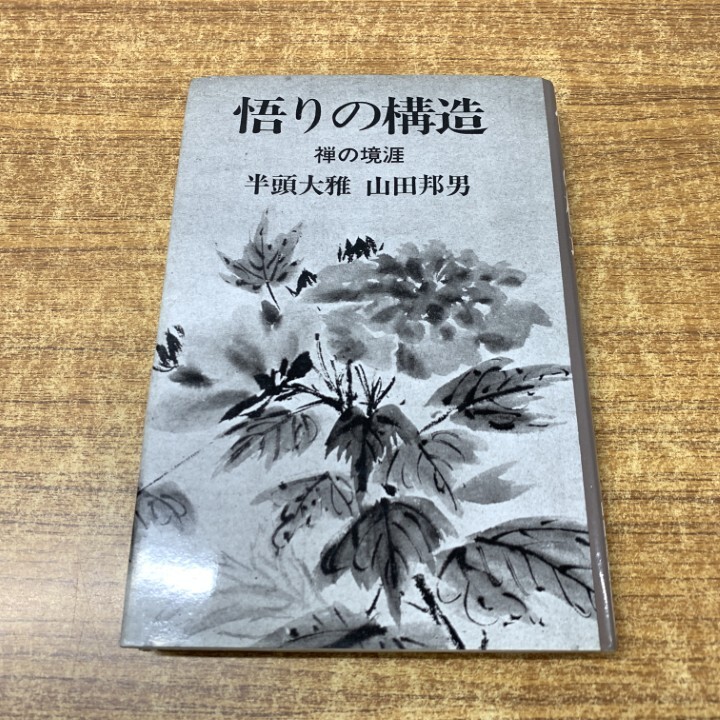 悟りの構造
禅の境涯
半頭大雅 山田邦男